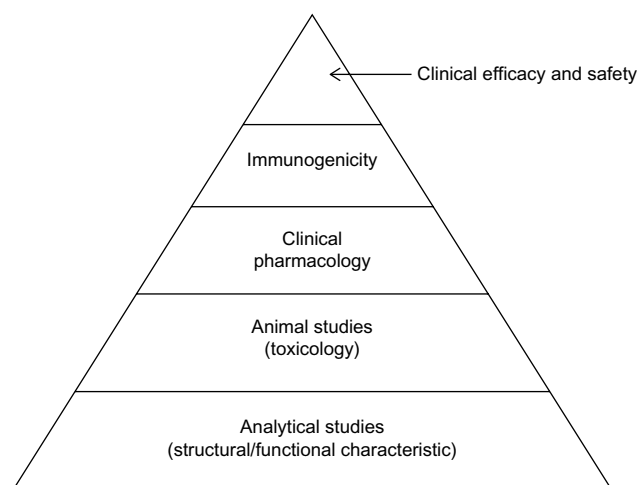 Clinical efficacy and safety
Immunogenicity
Clinical
pharmacology
Animal studies
(toxicology)
Analytical studies
(structural/functional characteristic)